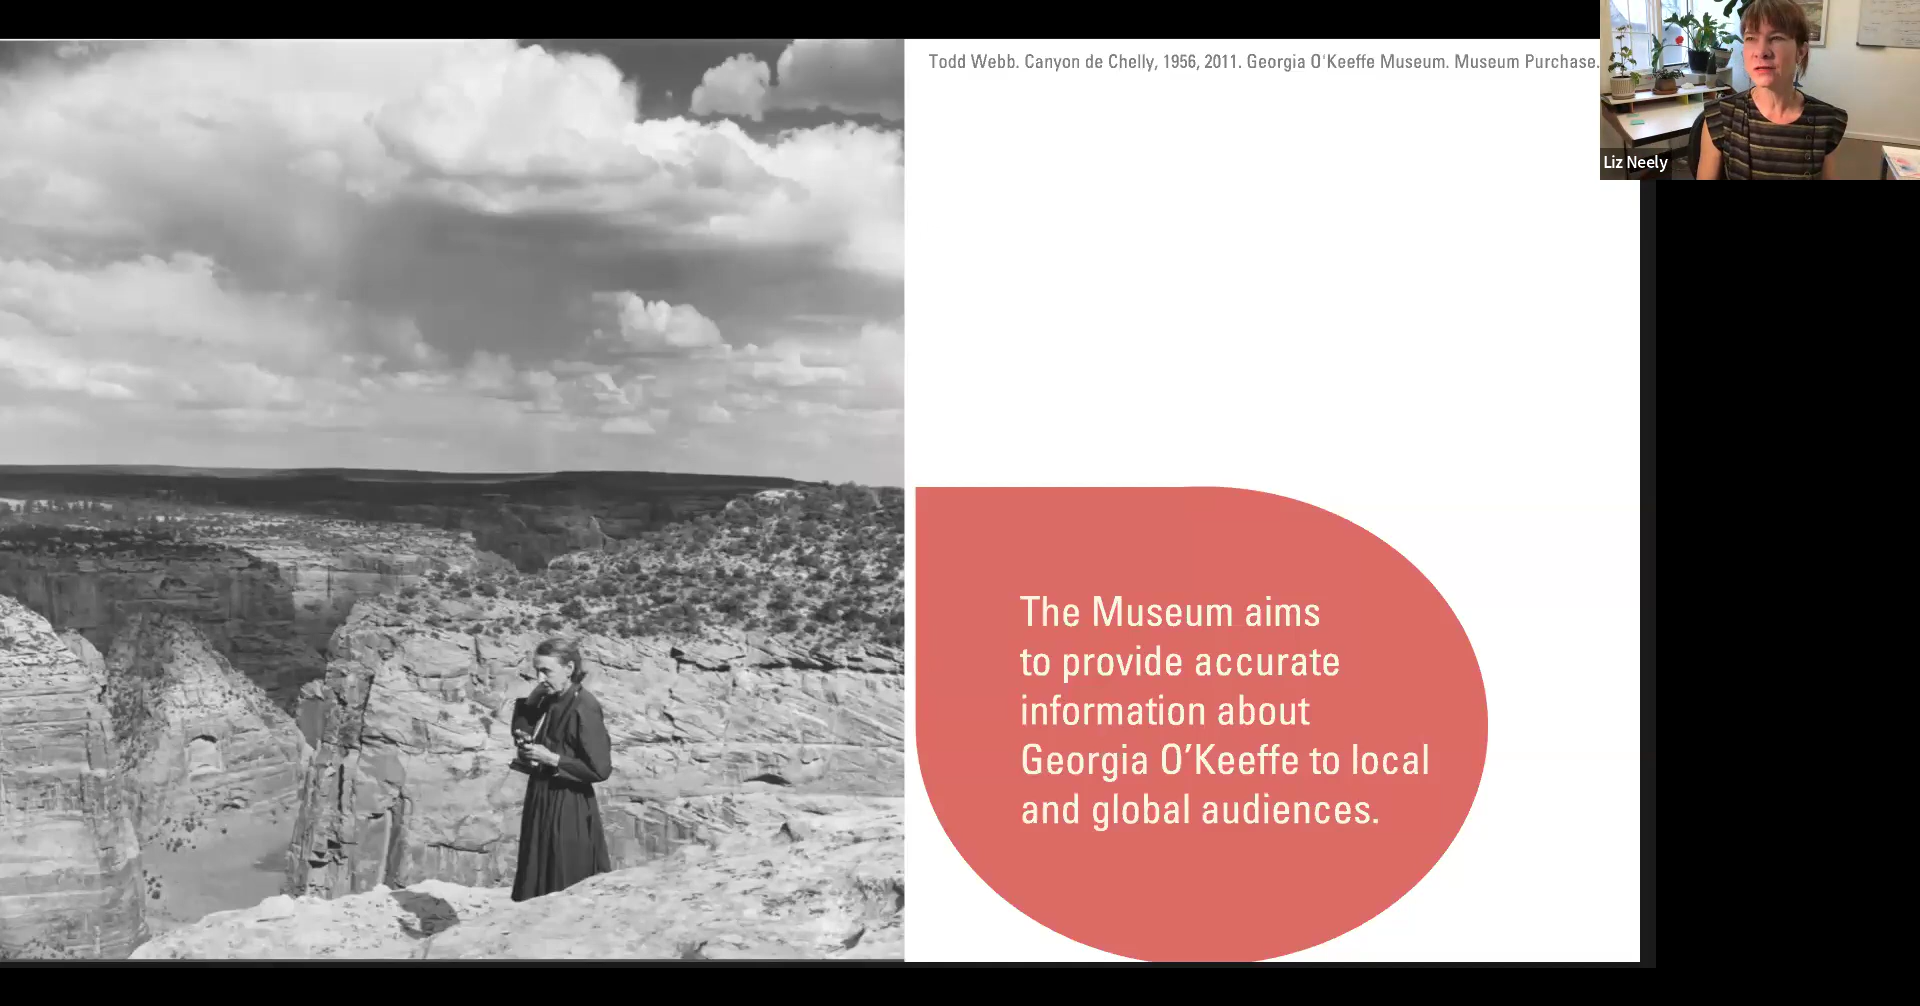 Todd Webb. Canyon de Chelly, 1956, 2011. Georgia O'Keeffe Museum. Museum Purchase.
Liz Neely
The Museum aims
to provide accurate
information about
Georgia O’Keeffe to local
and global audiences.